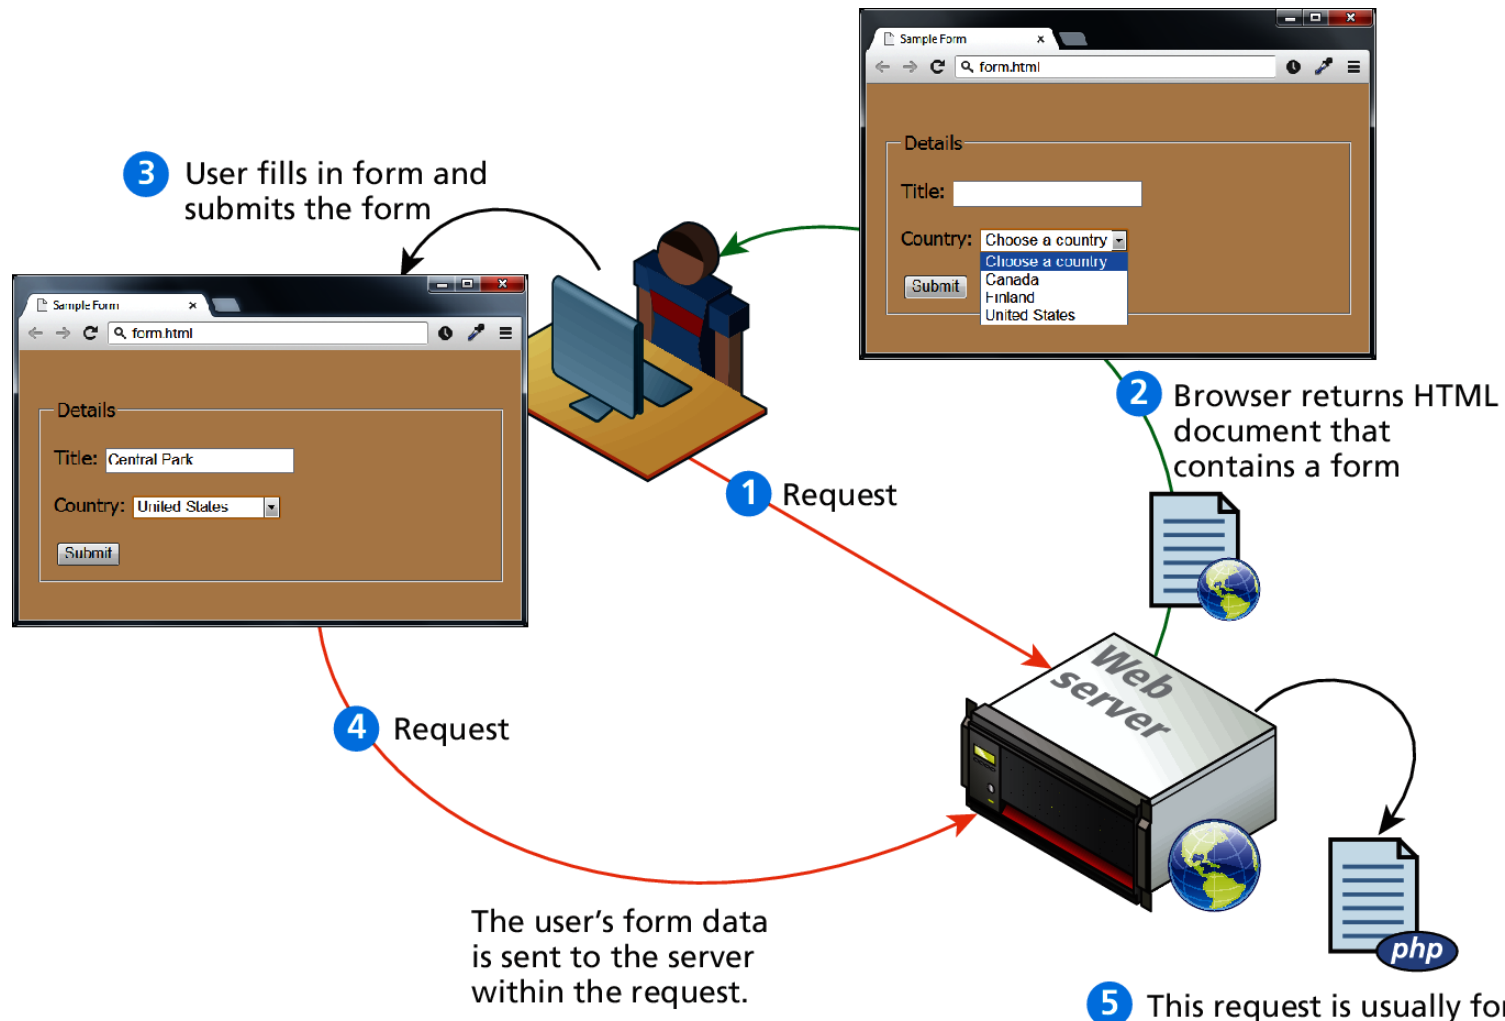 Sample Form
form.html
Details
Title:
Country: Choose a country
Choose a country
Canada
Finland
United States
Submit
3 User fills in form and
submits the form
Sample Form
form.html
Details
Title: Central Park
Country: United States
Submit
2 Browser returns HTML
document that
contains a form
1 Request
Web
server
4 Request
The user's form data
is sent to the server
within the request.
php
5 This request is usually for